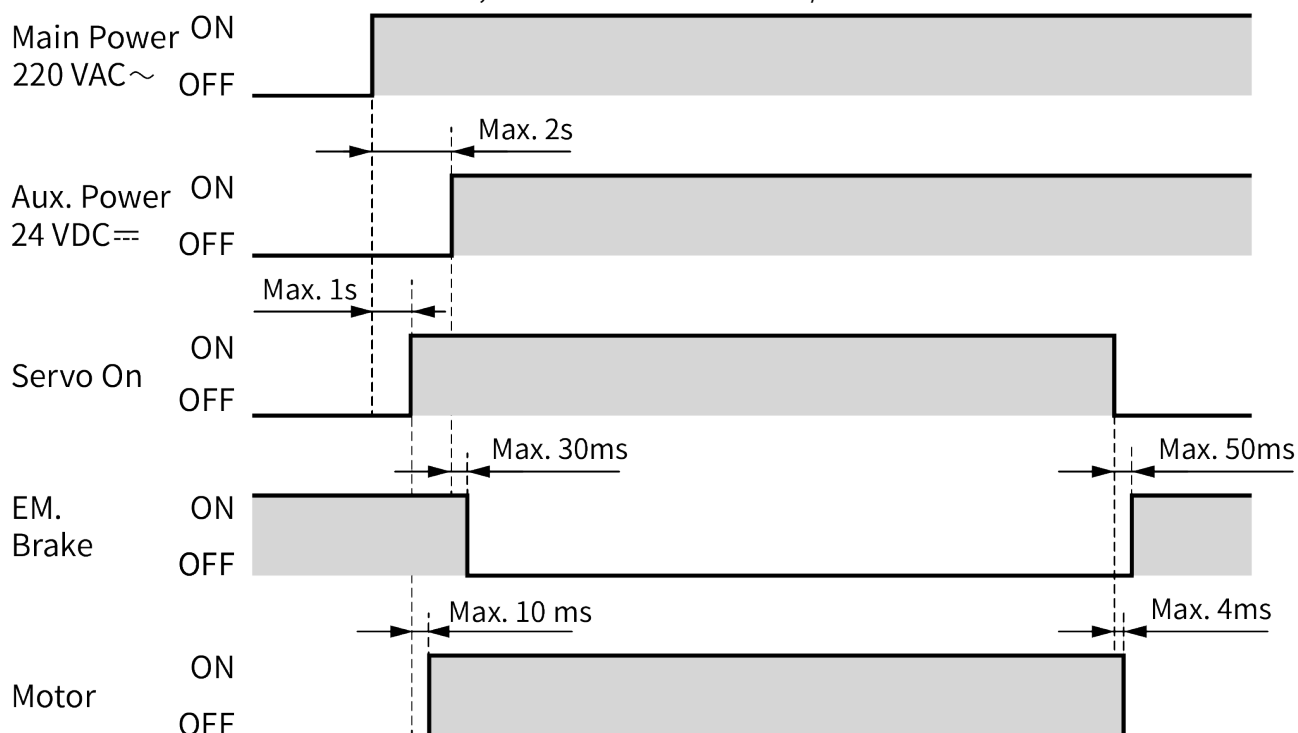 Main Power ON
220 VAC～ OFF
Max. 2s
Aux. Power ON
24 VDC⎓ OFF
Max. 1s
ON
Servo On
OFF
Max. 30ms Max. 50ms
EM. ON
Brake
OFF
Max. 10 ms Max. 4ms
ON
Motor
OFF